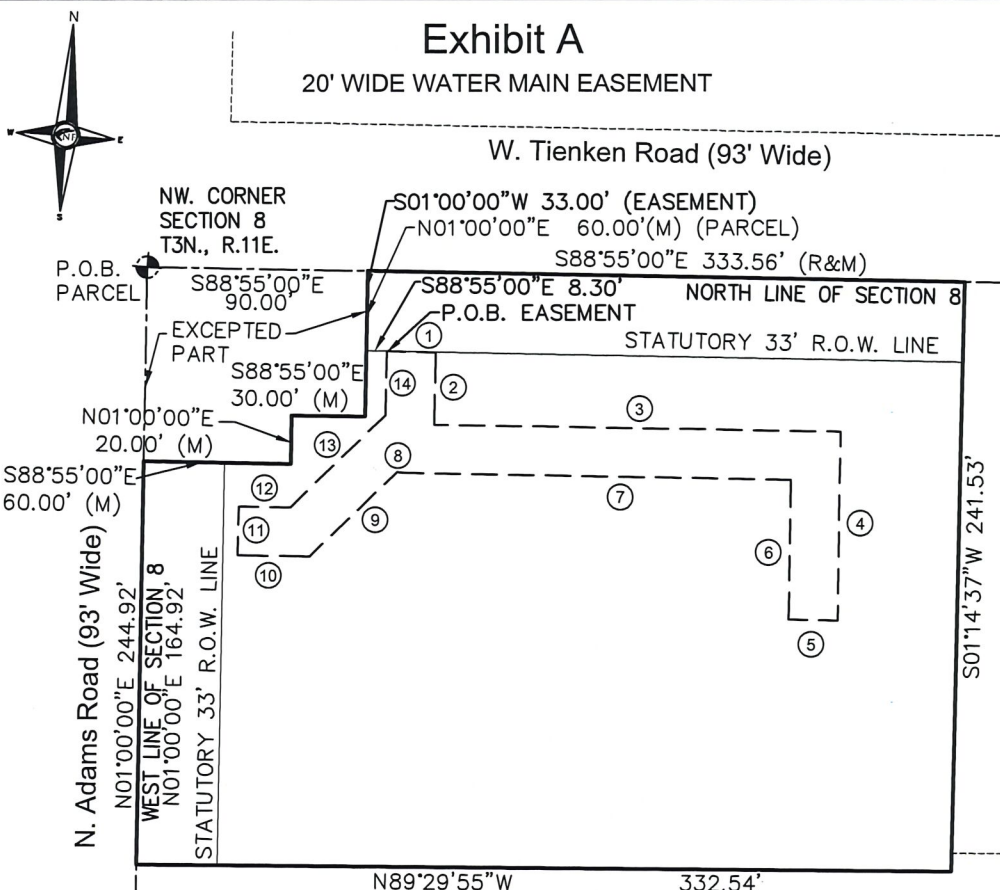 N
W
NF
E
S
Exhibit A
20' WIDE WATER MAIN EASEMENT
W. Tienken Road (93' Wide)
NW. CORNER
SECTION 8
T3N., R.11E.
S01°00'00"W 33.00' (EASEMENT)
N01°00'00"E 60.00'(M) (PARCEL)
S88°55'00"E 333.56' (R&M)
P.O.B.
PARCEL
S88°55'00"E
90.00'
S88°55'00"E 8.30'
NORTH LINE OF SECTION 8
P.O.B. EASEMENT
EXCEPTED
PART
1
STATUTORY 33' R.O.W. LINE
S88°55'00"E
30.00' (M)
14
2
3
N01°00'00"E
20.00' (M)
13
8
S88°55'00"E
60.00' (M)
12
7
11
9
4
10
6
5
N. Adams Road (93' Wide)
N01°00'00"E 244.92'
WEST LINE OF SECTION 8
N01°00'00"E 164.92'
STATUTORY 33' R.O.W. LINE
S01°14'37"W 241.53'
N89°29'55"W 332.54'